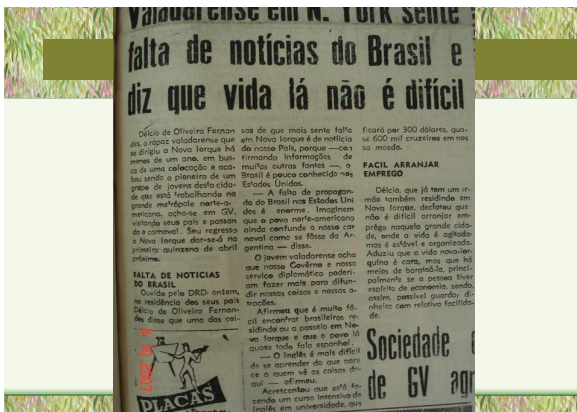 Valadarense em N. York sente
falta de notícias do Brasil e
diz que vida lá não é difícil
Délcio de Oliveira Fernan
des, o rapaz valadarense que
se dirigiu a Nova Iorque há
menos de um ano, em bus-
ca de uma colocação e aca-
bou sendo o pioneiro de um
grupo de jovens desta cida-
de que está trabalhando na
grande metrópole norte-a-
mericana, acha-se em GV,
visitando seus pais e passan
do o carnaval. Seu regresso
a Nova Iorque dar-se-á na
primeira quinzena de abril
próximo.
FALTA DE NOTICIAS
DO BRASIL
Ouvido pelo DRD- ontem,
na residência dos seus pais
Délcio de Oliveira Fernan-
des disse que uma das coi-
sas de que mais sente falta
em Nova Iorque é de notícia
do nosso País, porque —con
firmando informações de
muitas outras fontes —, o
Brasil é pouco conhecido nos
Estados Unidos.
— A falta de propagan-
da do Brasil nos Estados Uni
dos é enorme. Imaginem
que o povo norte-americano
ainda confunde o nosso car
naval como se fôsse da Ar-
gentina — disse.
O jovem valadarense acha
que nosso Govêrno e nosso
serviço diplomático poderi-
am fazer mais para difun-
dir nossas coisas e nossas a-
trações.
Afirmou que é muito fá-
cil encontrar brasileiros re-
sidindo ou a passeio em No-
va Iorque e que o povo lá
quase todo fala espanhol.
— O Inglês é mais difícil
de se aprender do que pare
ce a quem vê as coisas da-
qui — afirmou.
Acrescentou que está fa-
zendo um curso intensivo de
Inglês em universidade, que
ficará por 300 dólares, qua-
se 600 mil cruzeiros em nos
sa moeda.
FACIL ARRANJAR
EMPREGO
Délcio, que já tem um ir-
mão também residindo em
Nova Iorque, declarou que
não é difícil arranjar em-
prêgo naquela grande cida-
de, onde a vida é agitada
mas é estável e organizada.
Aduziu que a vida nova-ior-
quina é cara, mas que há
meios de barateá-la, princi-
palmente se a pessoa tiver
espírito de economia, sendo,
assim, possível guardar di-
nheiro com relativa facilida-
de.
Sociedade
de GV agr
PLACAS
10 2007